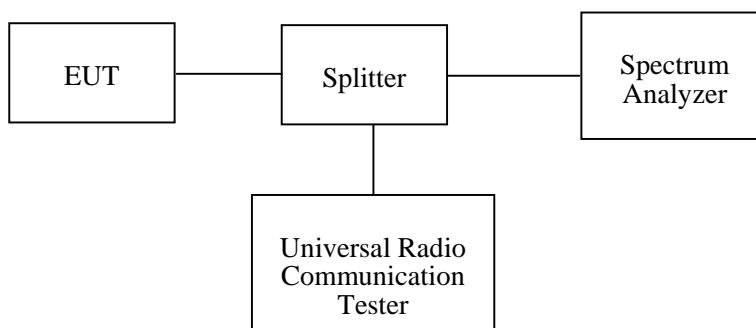 EUT
Splitter
Spectrum
Analyzer
Universal Radio
Communication
Tester